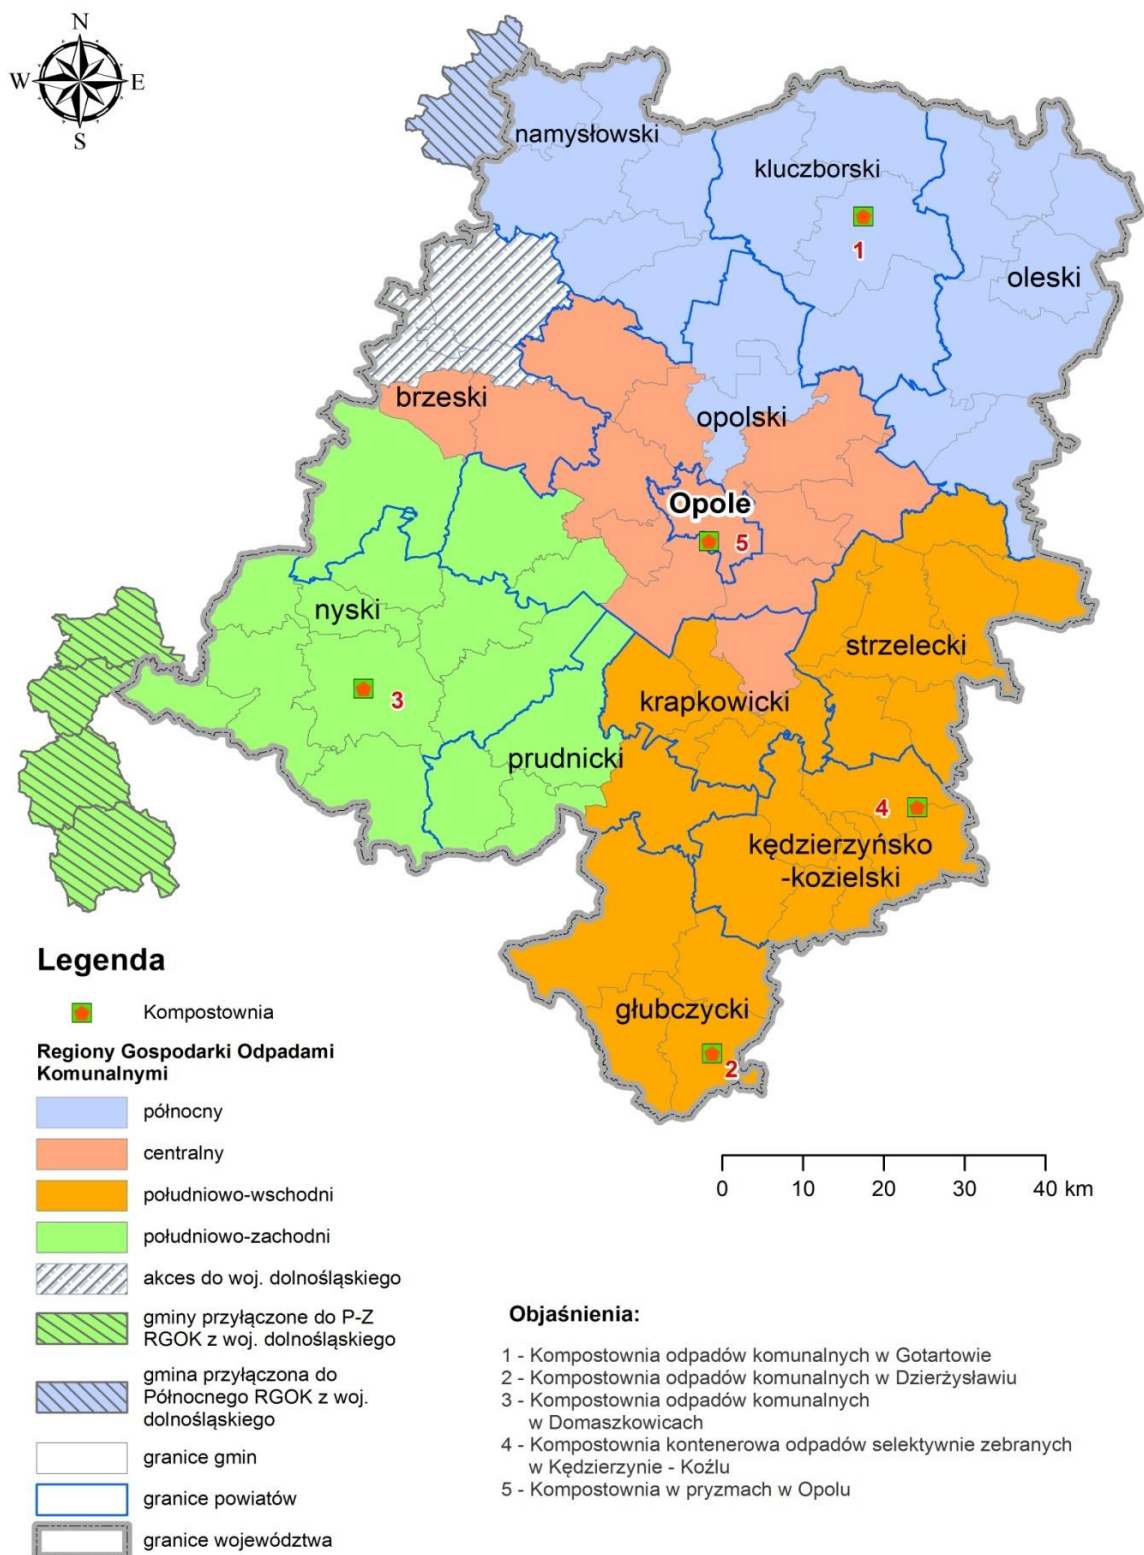 N
W
E
S
namysłowski
kluczborski
1
oleski
brzeski
opolski
Opole
5
nyski
strzelecki
3
krapkowicki
prudnicki
4
kędzierzyńsko
-kozielski
głubczycki
2
0 10 20 30 40 km
Legenda
Kompostownia
Regiony Gospodarki Odpadami
Komunalnymi
północny
centralny
południowo-wschodni
południowo-zachodni
akces do woj. dolnośląskiego
gminy przyłączone do P-Z
RGOK z woj. dolnośląskiego
gmina przyłączona do
Północnego RGOK z woj.
dolnośląskiego
granice gmin
granice powiatów
granice województwa
Objaśnienia:
1 - Kompostownia odpadów komunalnych w Gotartowie
2 - Kompostownia odpadów komunalnych w Dzierżysławiu
3 - Kompostownia odpadów komunalnych
w Domaszkowicach
4 - Kompostownia kontenerowa odpadów selektywnie zebranych
w Kędzierzynie - Koźlu
5 - Kompostownia w pryzmach w Opolu